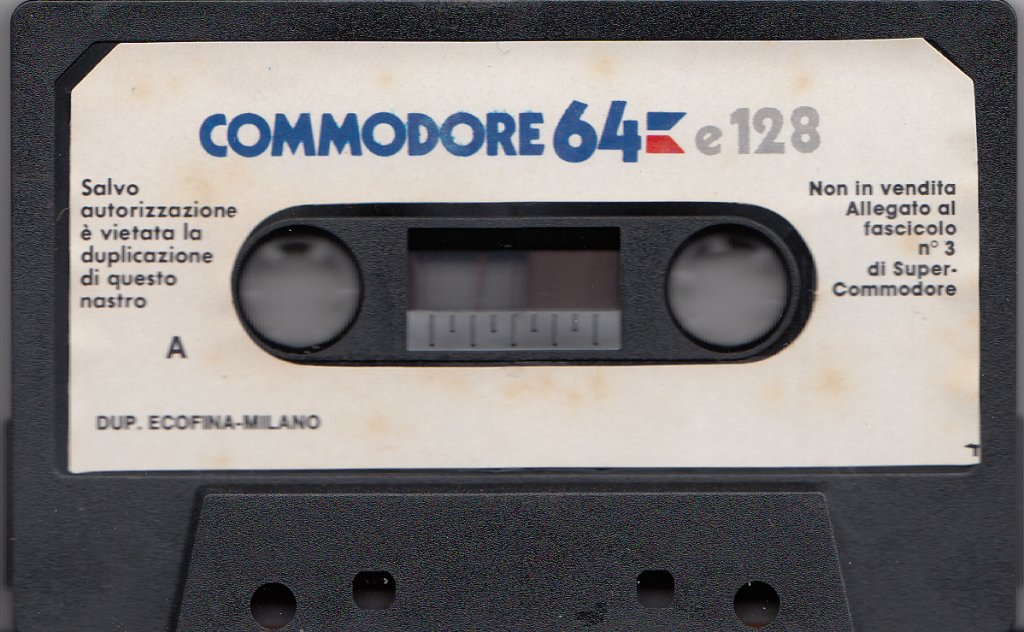 COMMODORE 64 e 128
Salvo
autorizzazione
è vietata la
duplicazione
di questo
nastro
A
Non in vendita
Allegato al
fascicolo
n° 3
di Super-
Commodore
DUP. ECOFINA-MILANO